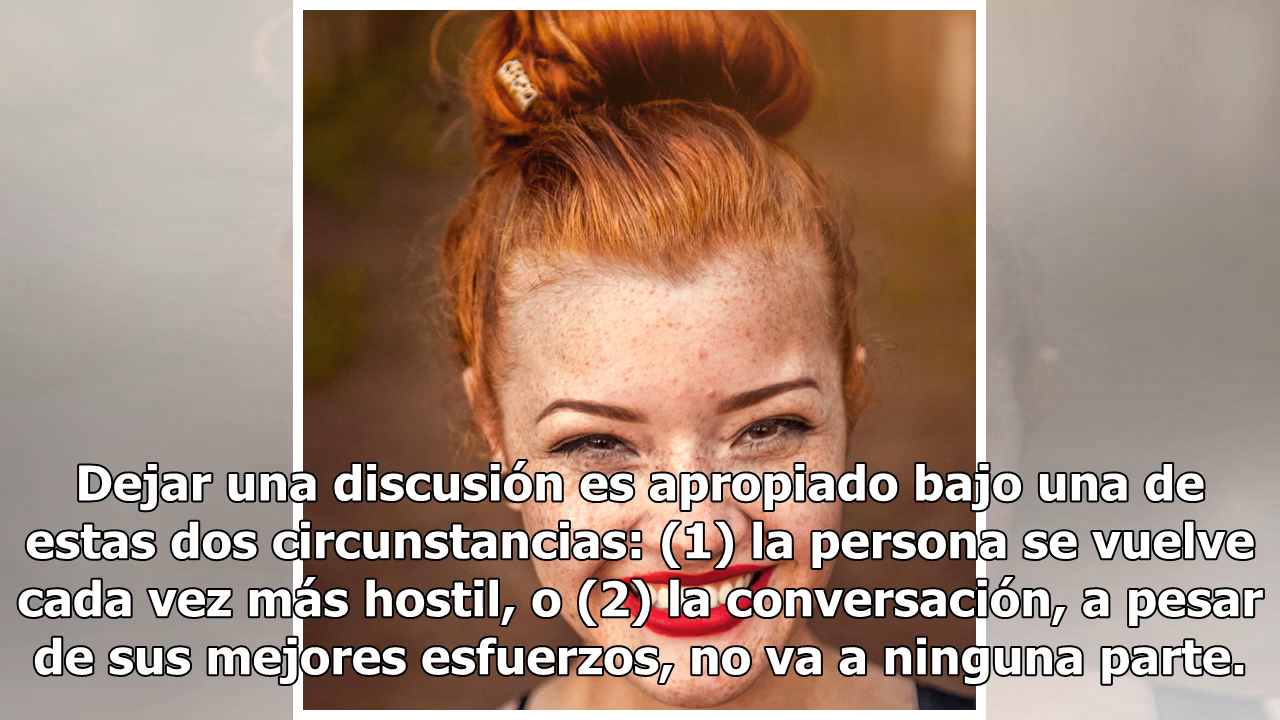 Dejar una discusión es apropiado bajo una de
estas dos circunstancias: (1) la persona se vuelve
cada vez más hostil, o (2) la conversación, a pesar
de sus mejores esfuerzos, no va a ninguna parte.